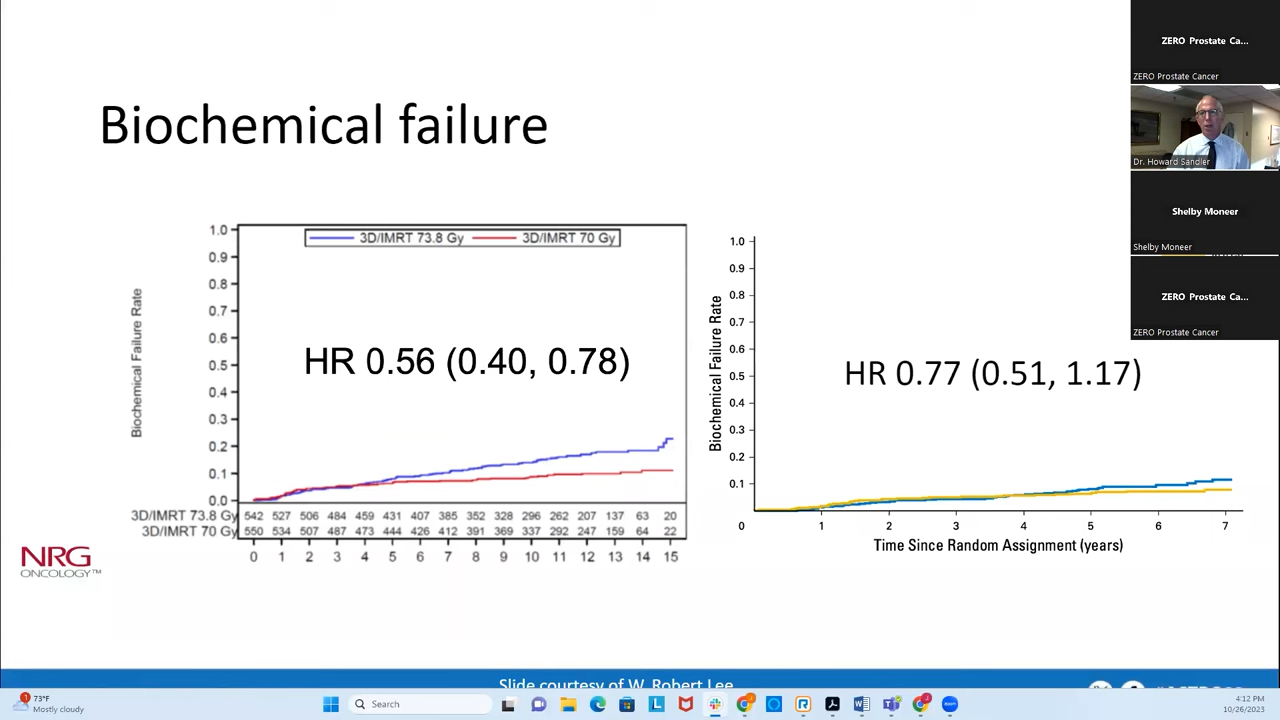 Biochemical failure
3D/IMRT 73.8 Gy
3D/IMRT 70 Gy
1.0
0.9
0.8
0.7
0.6
0.5
0.4
0.3
0.2
0.1
0.0
Biochemical Failure Rate
HR 0.56 (0.40, 0.78)
3D/IMRT 73.8 Gy 542 527 506 484 459 431 407 385 352 328 296 262 207 137 63 20
3D/IMRT 70 Gy 550 534 507 487 473 444 426 412 391 369 337 292 247 159 64 22
0 1 2 3 4 5 6 7 8 9 10 11 12 13 14 15
1.0
0.9
0.8
0.7
0.6
0.5
0.4
0.3
0.2
0.1
Biochemical Failure Rate
HR 0.77 (0.51, 1.17)
0 1 2 3 4 5 6 7
Time Since Random Assignment (years)
NRG
ONCOLOGY™
Slide courtesy of W. Robert Lee
ZERO Prostate Ca...
ZERO Prostate Cancer
Dr. Howard Sandler
Shelby Moneer
Shelby Moneer
ZERO Prostate Ca...
ZERO Prostate Cancer
1
73°F
Mostly cloudy
Search
4:12 PM
10/26/2023